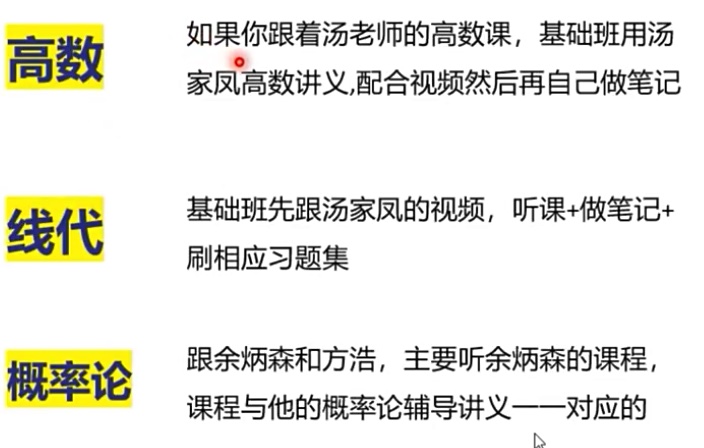 高数
如果你跟着汤老师的高数课，基础班用汤
家凤高数讲义,配合视频然后再自己做笔记
线代
基础班先跟汤家凤的视频，听课+做笔记+
刷相应习题集
概率论
跟余炳森和方浩，主要听余炳森的课程，
课程与他的概率论辅导讲义一一对应的